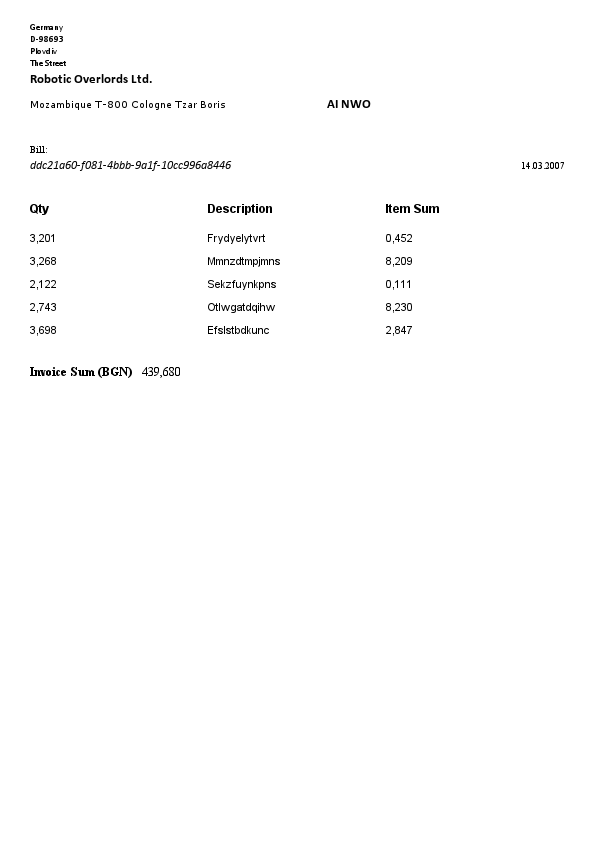 Germany
D-98693
Plovdiv
The Street
Robotic Overlords Ltd.
Mozambique T-800 Cologne Tzar Boris AI NWO
Bill:
ddc21a60-f081-4bbb-9a1f-10cc996a8446 14.03.2007
Qty Description Item Sum
3,201 Frydyelytvrt 0,452
3,268 Mmnzdtmpjmns 8,209
2,122 Sekzfuynkpns 0,111
2,743 Otlwgatdqihw 8,230
3,698 Efslstbdkunc 2,847
Invoice Sum (BGN) 439,680